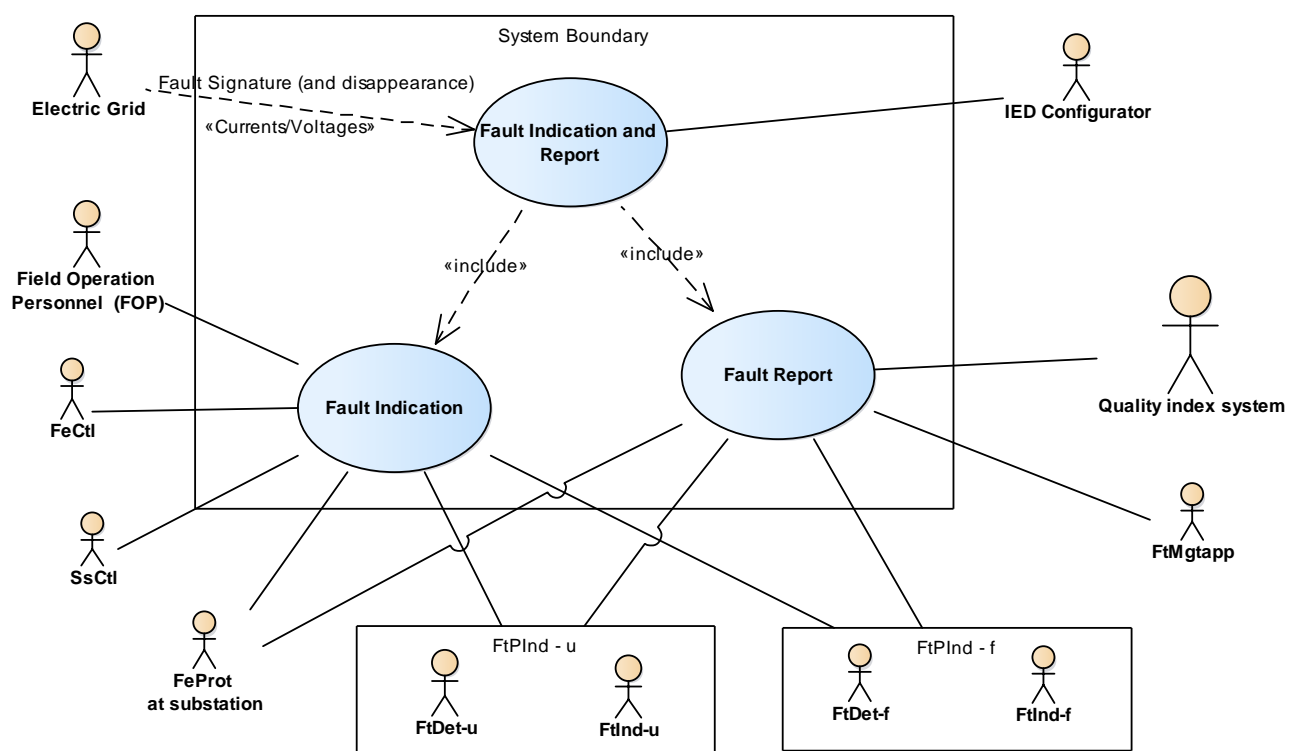 System Boundary
Electric Grid
Fault Signature (and disappearance)
«Currents/Voltages»
Fault Indication and
Report
IED Configurator
Field Operation
Personnel (FOP)
«include»
«include»
FeCtl
Fault Indication
Fault Report
Quality index system
SsCtl
FtMgtapp
FeProt
at substation
FtPInd - u
FtDet-u
FtInd-u
FtPInd - f
FtDet-f
FtInd-f